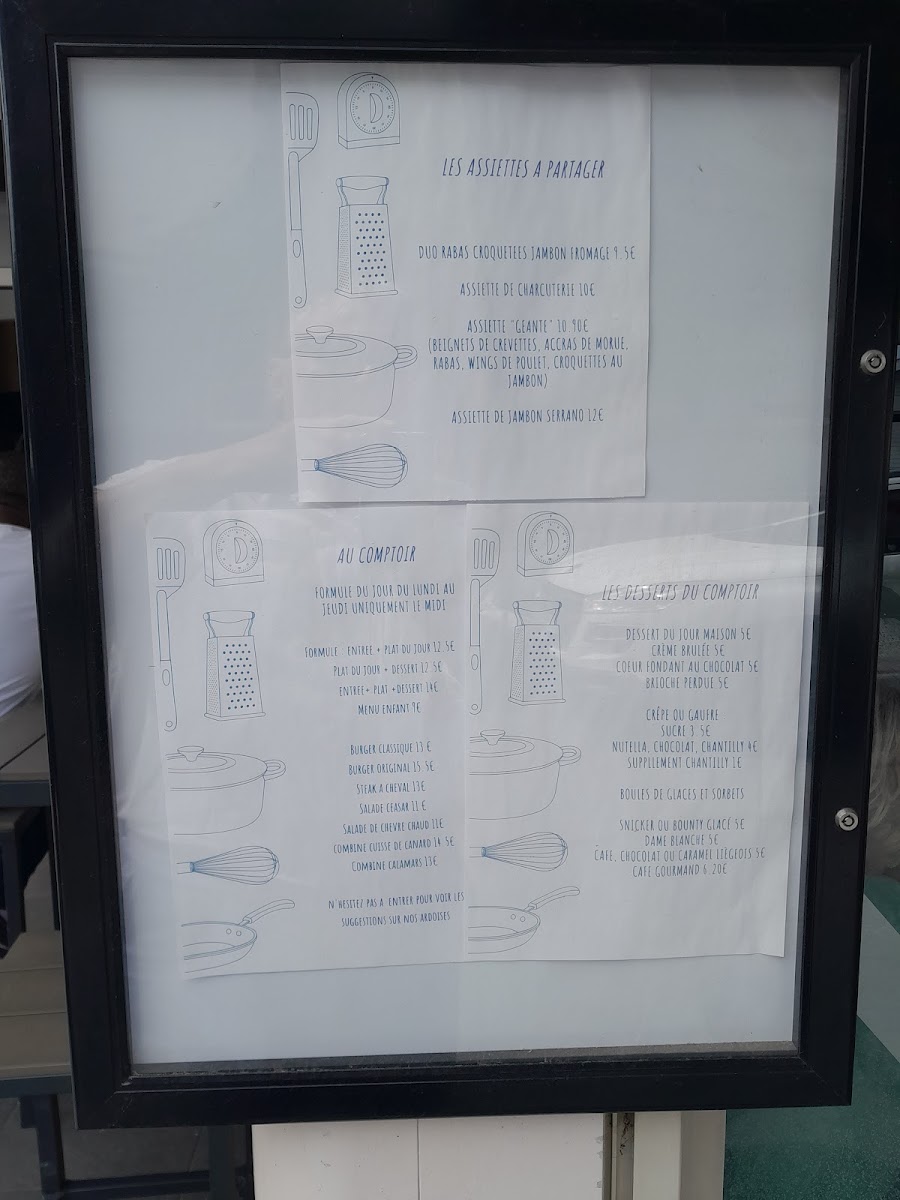 LES ASSIETTES A PARTAGER
DUO RABAS CROQUETEES JAMBON FROMAGE 9.5€
ASSIETTE DE CHARCUTERIE 10€
ASSIETTE "GEANTE" 10.90€
(BEIGNETS DE CREVETTES, ACCRAS DE MORUE,
RABAS, WINGS DE POULET, CROQUETTES AU
JAMBON)
ASSIETTE DE JAMBON SERRANO 12€
AU COMPTOIR
FORMULE DU JOUR DU LUNDI AU
JEUDI UNIQUEMENT LE MIDI
FORMULE : ENTREE + PLAT DU JOUR 12.5€
PLAT DU JOUR + DESSERT 12.5€
ENTREE+ PLAT +DESSERT 14€
MENU ENFANT 9€
BURGER CLASSIQUE 13 €
BURGER ORIGINAL 15.5€
STEAK A CHEVAL 13€
SALADE CEASAR 11 €
SALADE DE CHEVRE CHAUD 11€
COMBINE CUISSE DE CANARD 14.5€
COMBINE CALAMARS 13€
N'HESITEZ PAS A ENTRER POUR VOIR LES
SUGGESTIONS SUR NOS ARDOISES
LES DESSERTS DU COMPTOIR
DESSERT DU JOUR MAISON 5€
CRÈME BRULÉE 5€
COEUR FONDANT AU CHOCOLAT 5€
BRIOCHE PERDUE 5€
CRÊPE OU GAUFRE
SUCRE 3.5€
NUTELLA, CHOCOLAT, CHANTILLY 4€
SUPPLLMENT CHANTILLY 1€
BOULES DE GLACES ET SORBETS
SNICKER OU BOUNTY GLACÉ 5€
DAME BLANCHE 5€
CAFE, CHOCOLAT OU CARAMEL LIÉGEOIS 5€
CAFE GOURMAND 6.20€